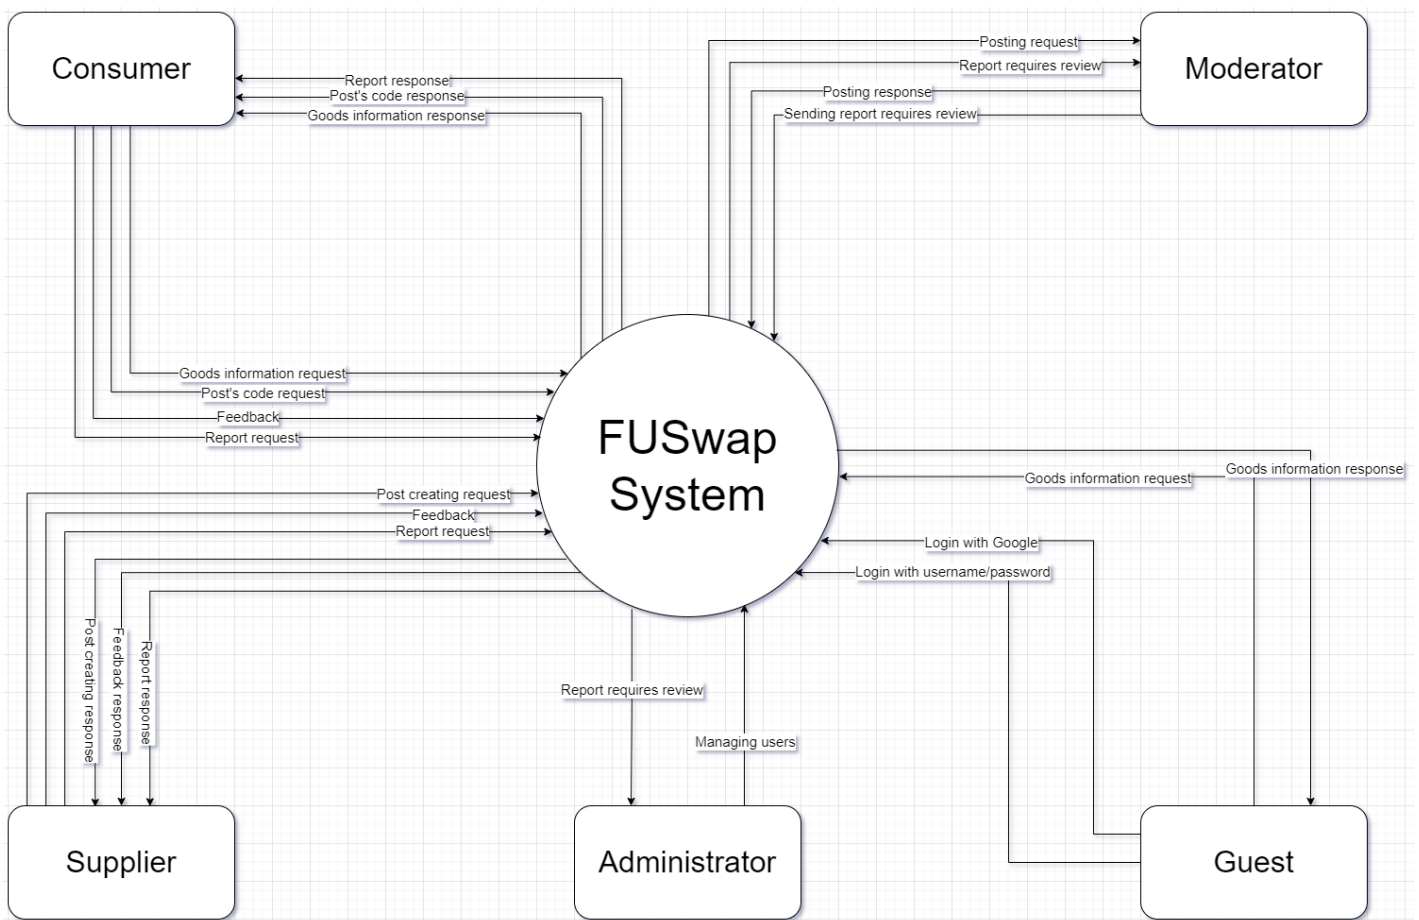 Consumer
Moderator
Posting request
Report requires review
Report response
Post's code response
Posting response
Goods information response
Sending report requires review
Goods information request
Post's code request
Feedback
Report request
FUSwap
System
Goods information response
Goods information request
Post creating request
Feedback
Report request
Login with Google
Login with username/password
Post creating response
Feedback response
Report response
Report requires review
Managing users
Supplier
Administrator
Guest